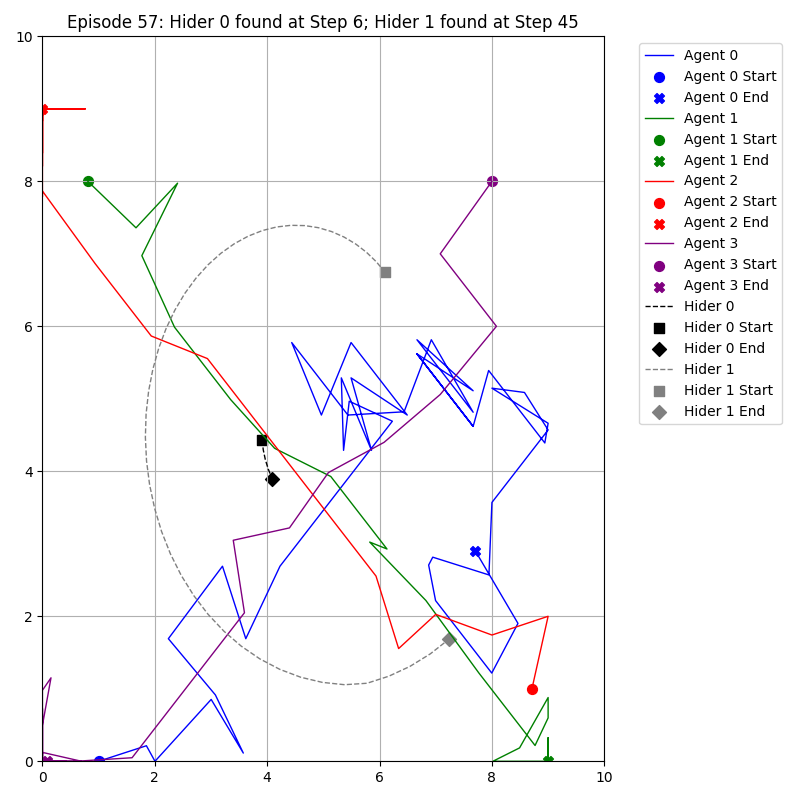 Episode 57: Hider 0 found at Step 6; Hider 1 found at Step 45
10
8
6
4
2
0
0
2
4
6
8
10
Agent 0
Agent 0 Start
Agent 0 End
Agent 1
Agent 1 Start
Agent 1 End
Agent 2
Agent 2 Start
Agent 2 End
Agent 3
Agent 3 Start
Agent 3 End
Hider 0
Hider 0 Start
Hider 0 End
Hider 1
Hider 1 Start
Hider 1 End